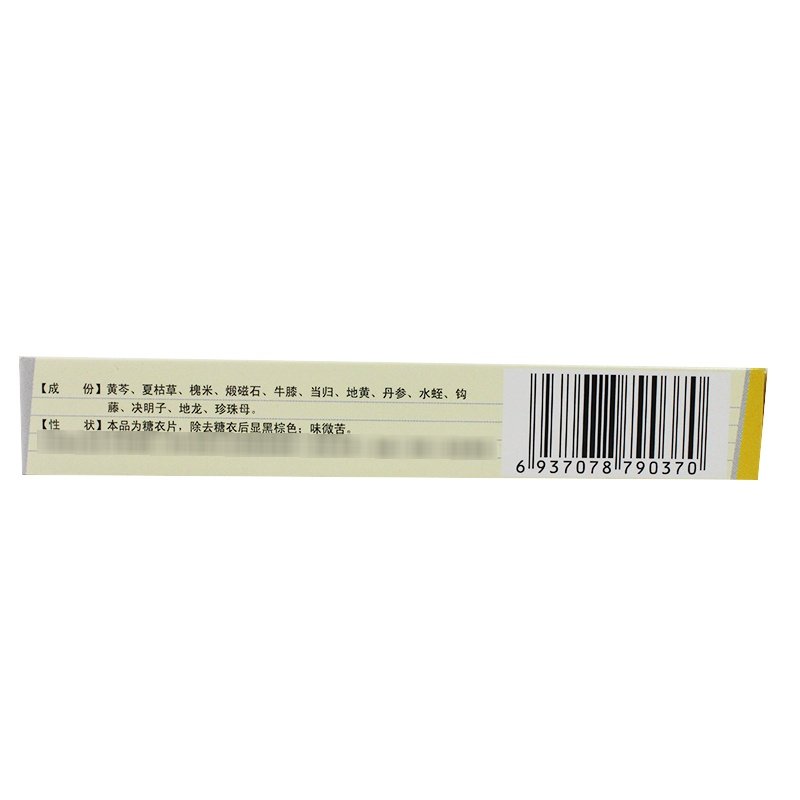 【成 份】黄芩、夏枯草、槐米、煅磁石、牛膝、当归、地黄、丹参、水蛭、钩
藤、决明子、地龙、珍珠母。
【性 状】本品为糖衣片，除去糖衣后显黑棕色；味微苦。
6 937078 790370